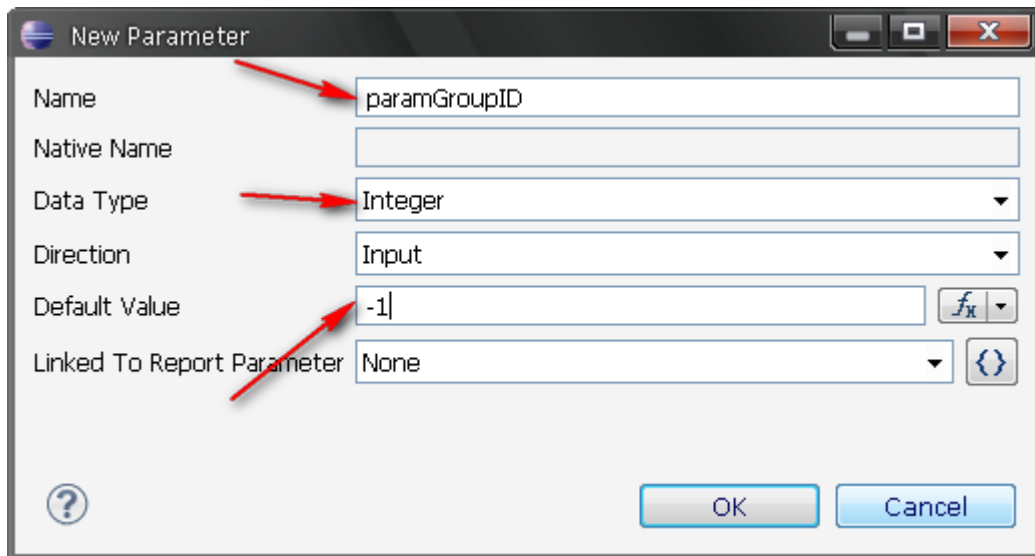 New Parameter
Name paramGroupID
Native Name
Data Type Integer
Direction Input
Default Value -1 fx
Linked To Report Parameter None {}
? OK Cancel